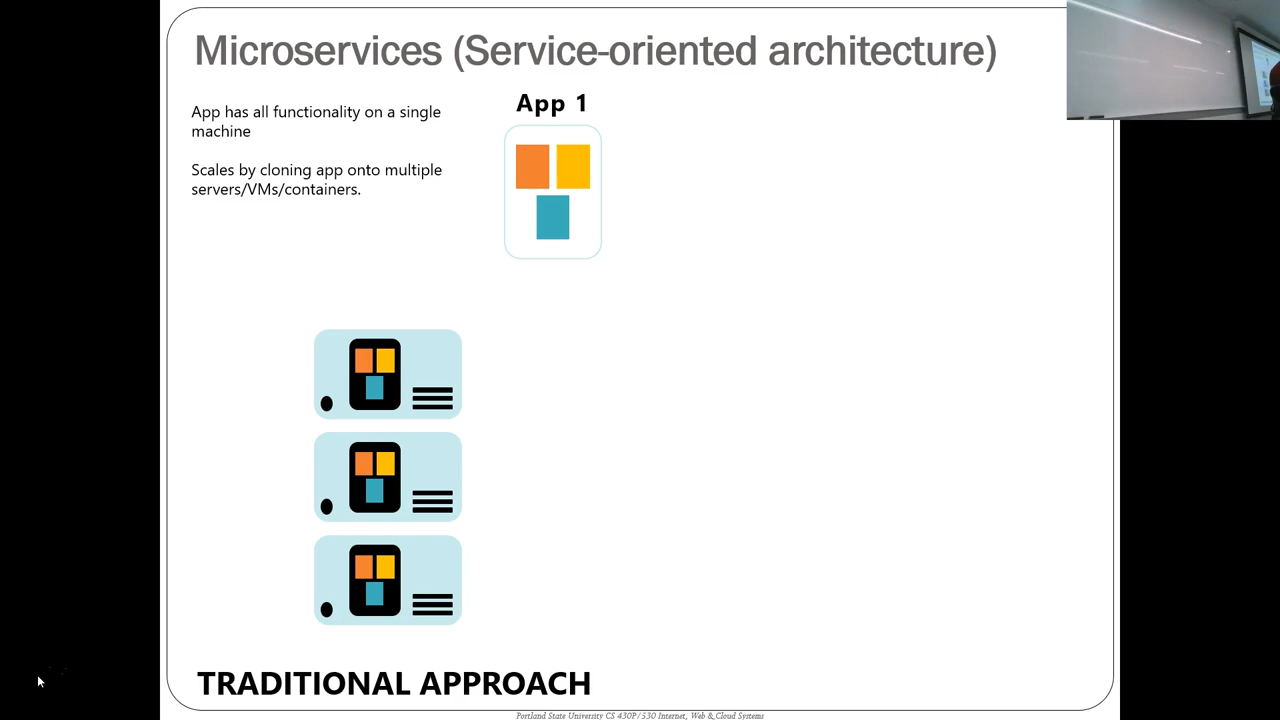 Microservices (Service-oriented architecture)
App has all functionality on a single
machine
Scales by cloning app onto multiple
servers/VMs/containers.
App 1
TRADITIONAL APPROACH
Portland State University CS 430P/530 Internet, Web & Cloud Systems